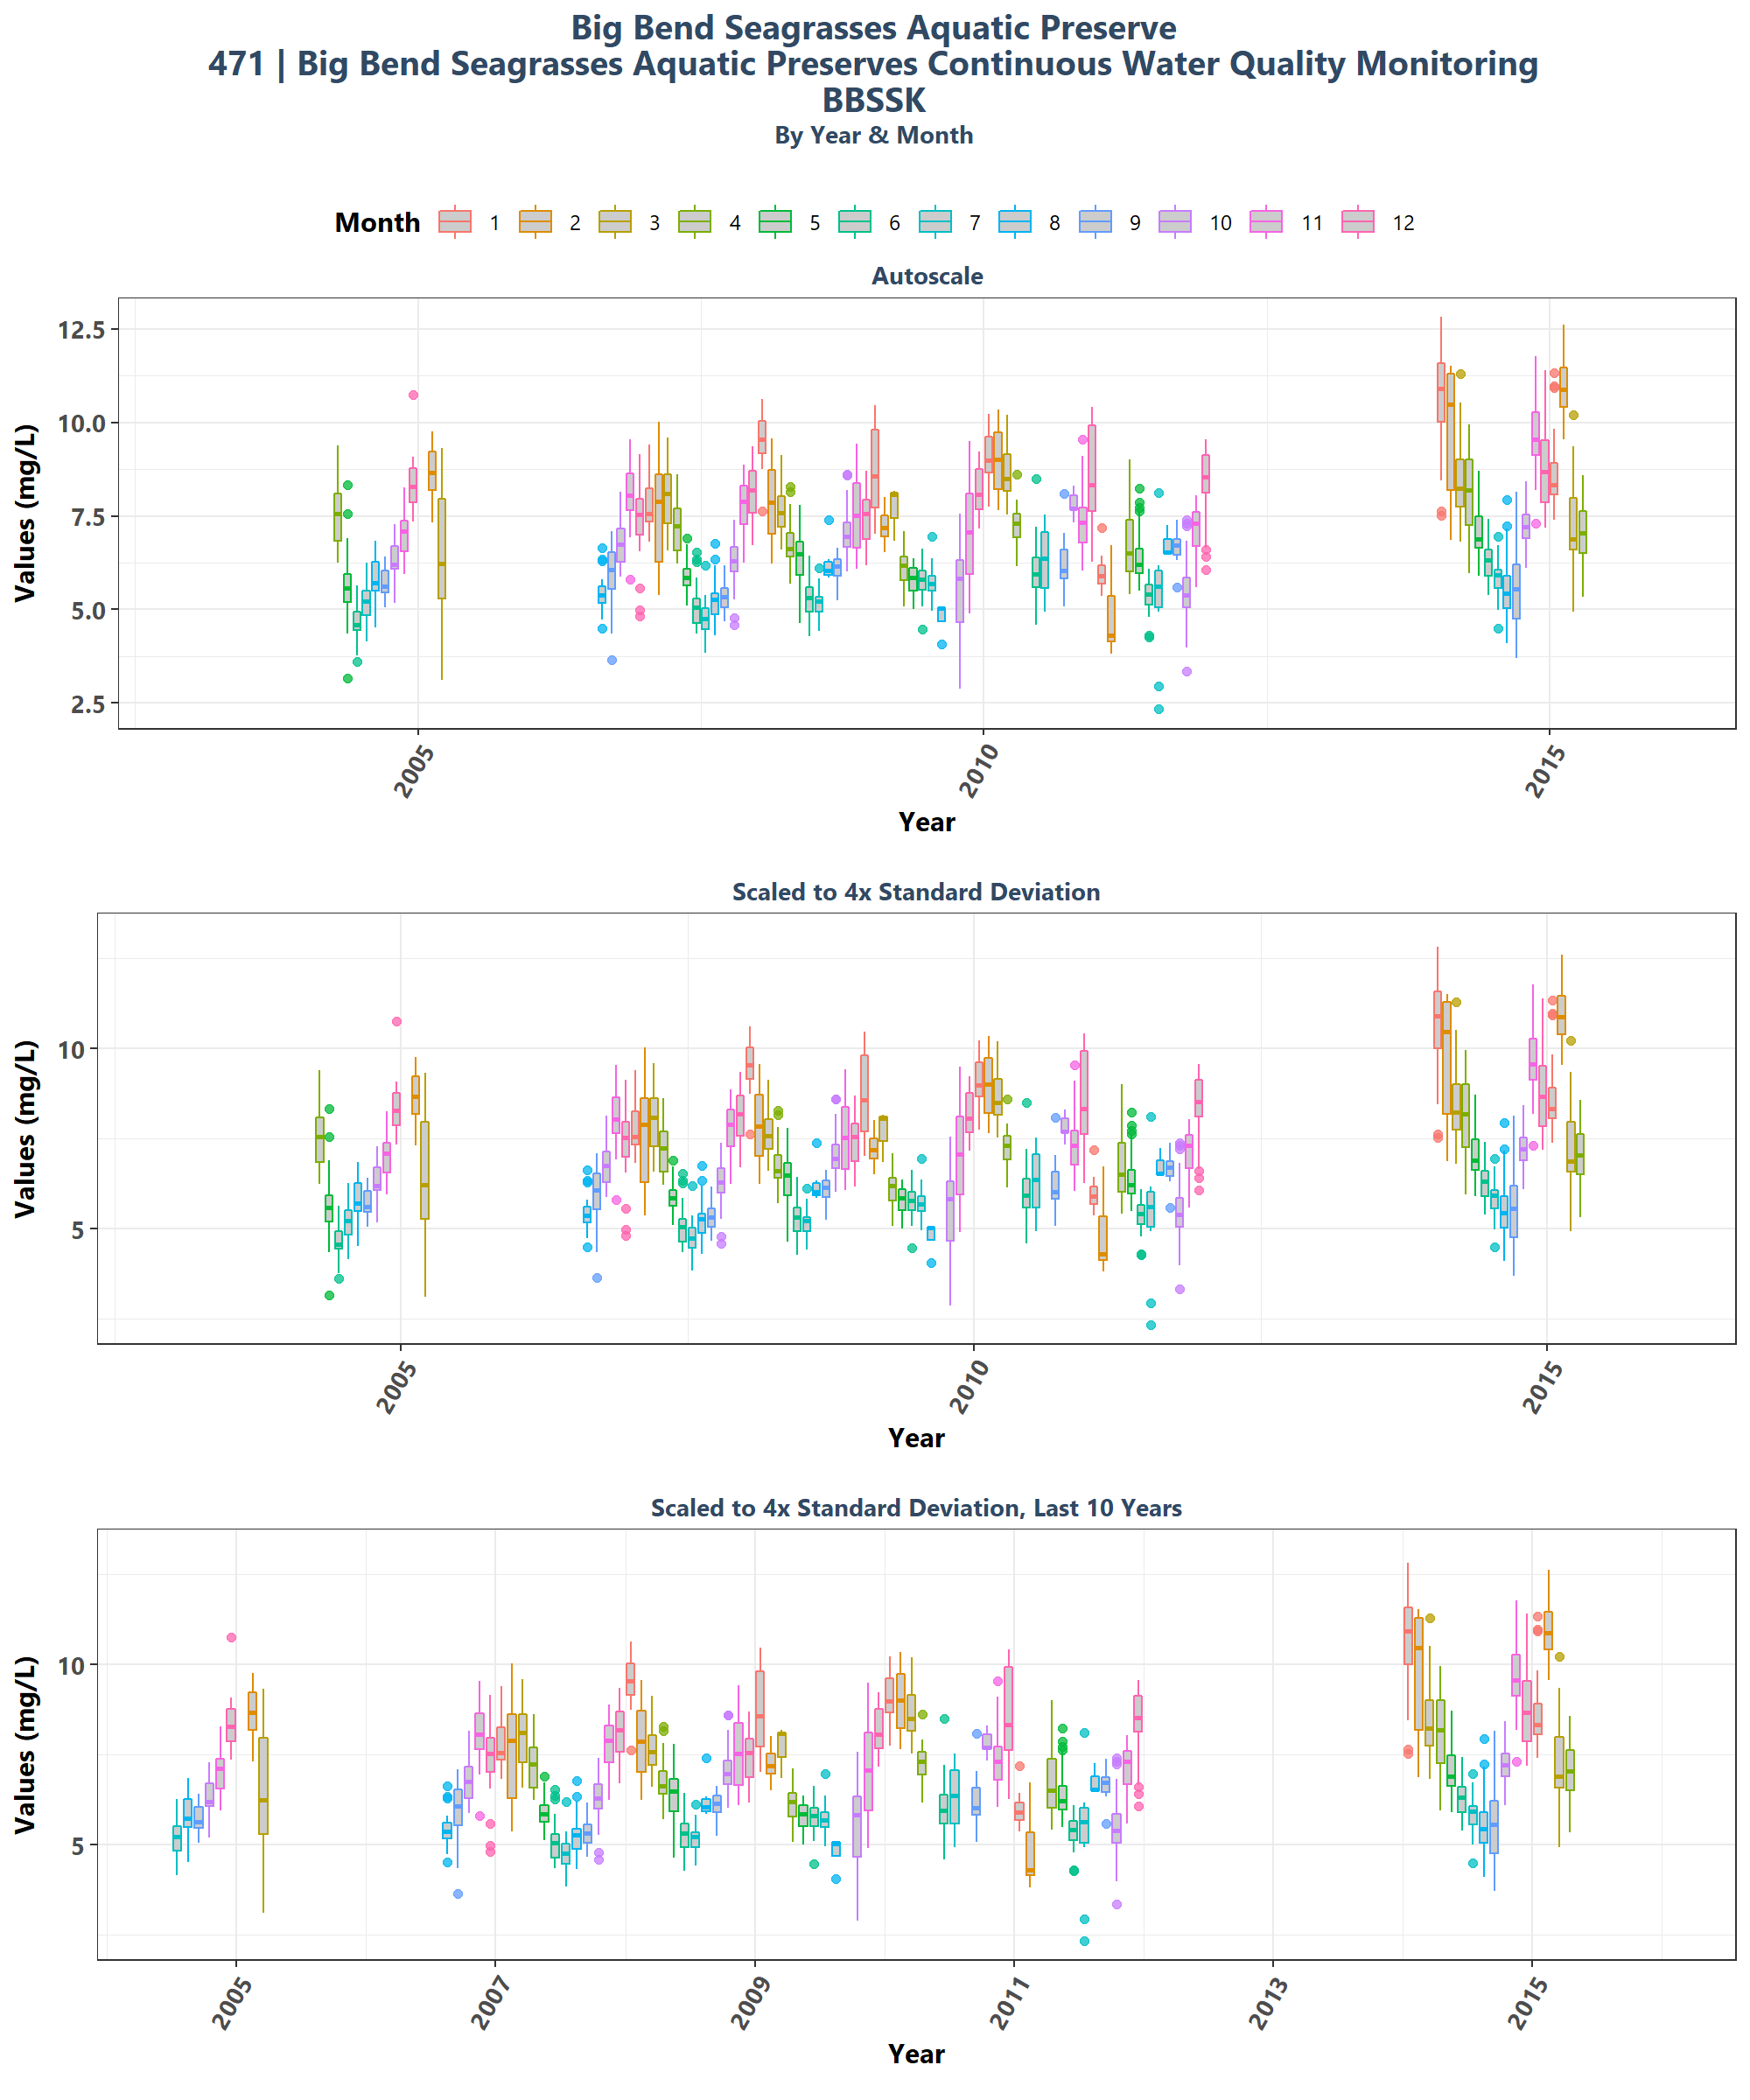 Big Bend Seagrasses Aquatic Preserve
471 | Big Bend Seagrasses Aquatic Preserves Continuous Water Quality Monitoring
BBSSK
By Year & Month
Month 1 2 3 4 5 6 7 8 9 10 11 12
Autoscale
Values (mg/L)
12.5
10.0
7.5
5.0
2.5
2005 2010 2015
Year
Scaled to 4x Standard Deviation
Values (mg/L)
10
5
2005 2010 2015
Year
Scaled to 4x Standard Deviation, Last 10 Years
Values (mg/L)
10
5
2005 2007 2009 2011 2013 2015
Year